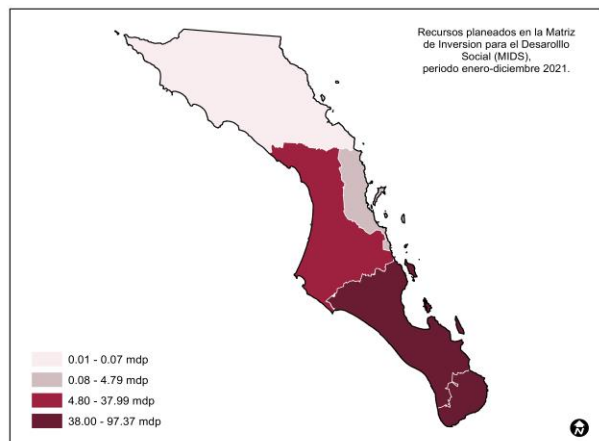 Recursos planeados en la Matriz
de Inversion para el Desarolllo
Social (MIDS),
periodo enero-diciembre 2021.
0.01 - 0.07 mdp
0.08 - 4.79 mdp
4.80 - 37.99 mdp
38.00 - 97.37 mdp
N